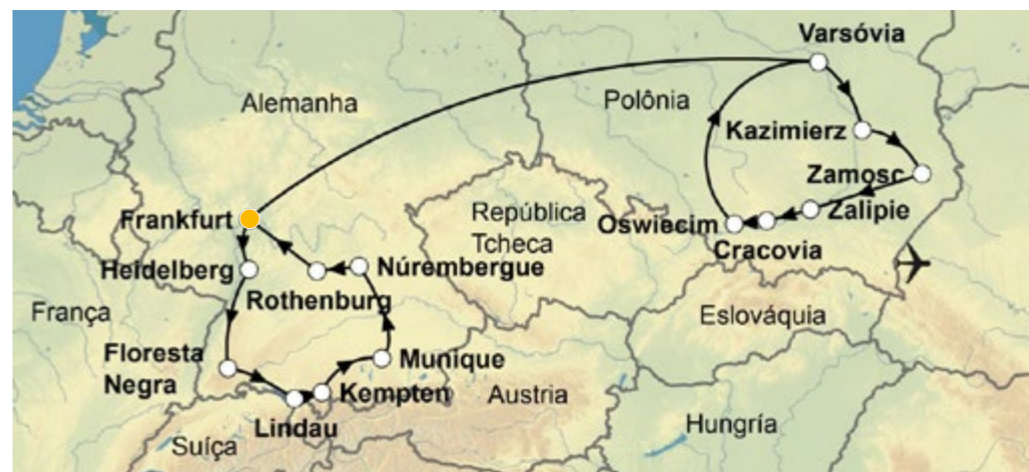 Varsóvia
Alemanha
Polônia
Kazimierz
Zamosc
Frankfurt
República
Tcheca
Oswiecim
Zalipie
Cracovia
Heidelberg
Núrembergue
Rothenburg
França
Eslováquia
Floresta
Negra
Munique
Kempten
Austria
Lindau
Hungría
Suíça